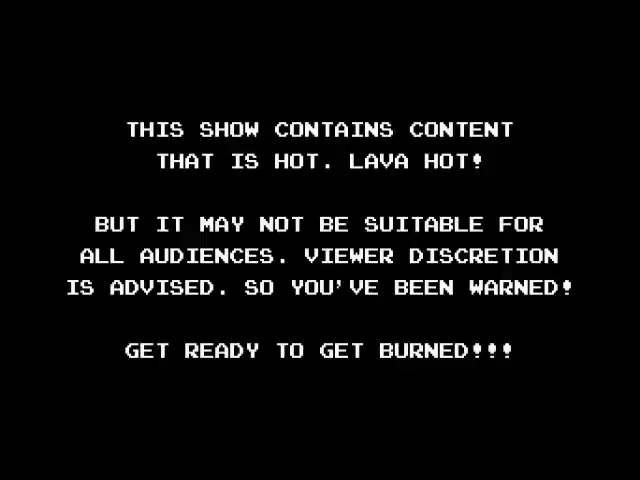 THIS SHOW CONTAINS CONTENT
THAT IS HOT. LAVA HOT!
BUT IT MAY NOT BE SUITABLE FOR
ALL AUDIENCES. VIEWER DISCRETION
IS ADVISED. SO YOU'VE BEEN WARNED!
GET READY TO GET BURNED!!!